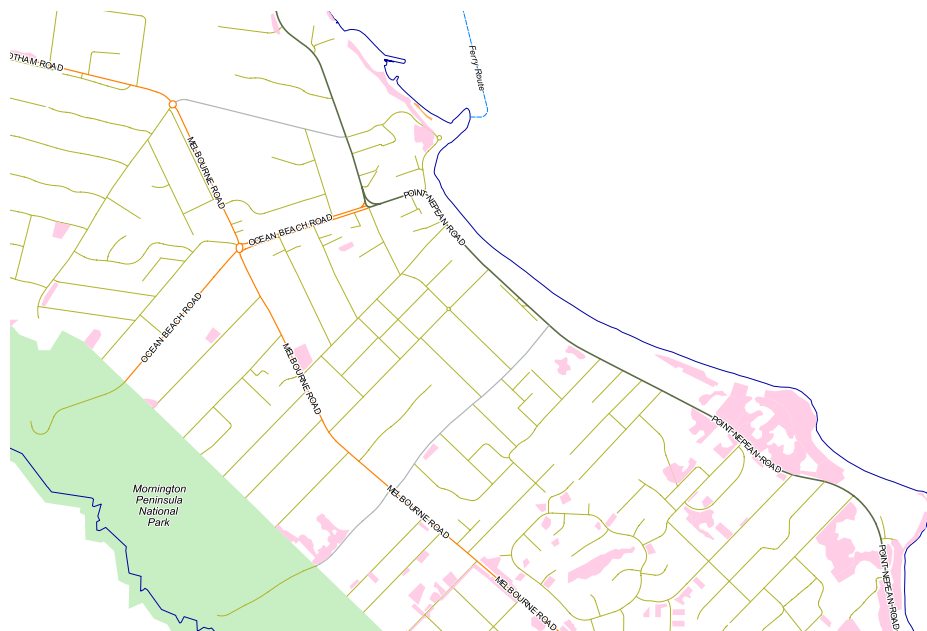 Ferry-Route
OTHAM-ROAD
MELBOURNE ROAD
POINT-NEPEAN-ROAD
OCEAN BEACH ROAD
OCEAN BEACH ROAD
MELBOURNE ROAD
POINT-NEPEAN-ROAD
Mornington
Peninsula
National
Park
MELBOURNE ROAD
POINT-NEPEAN-ROAD
MELBOURNE ROAD